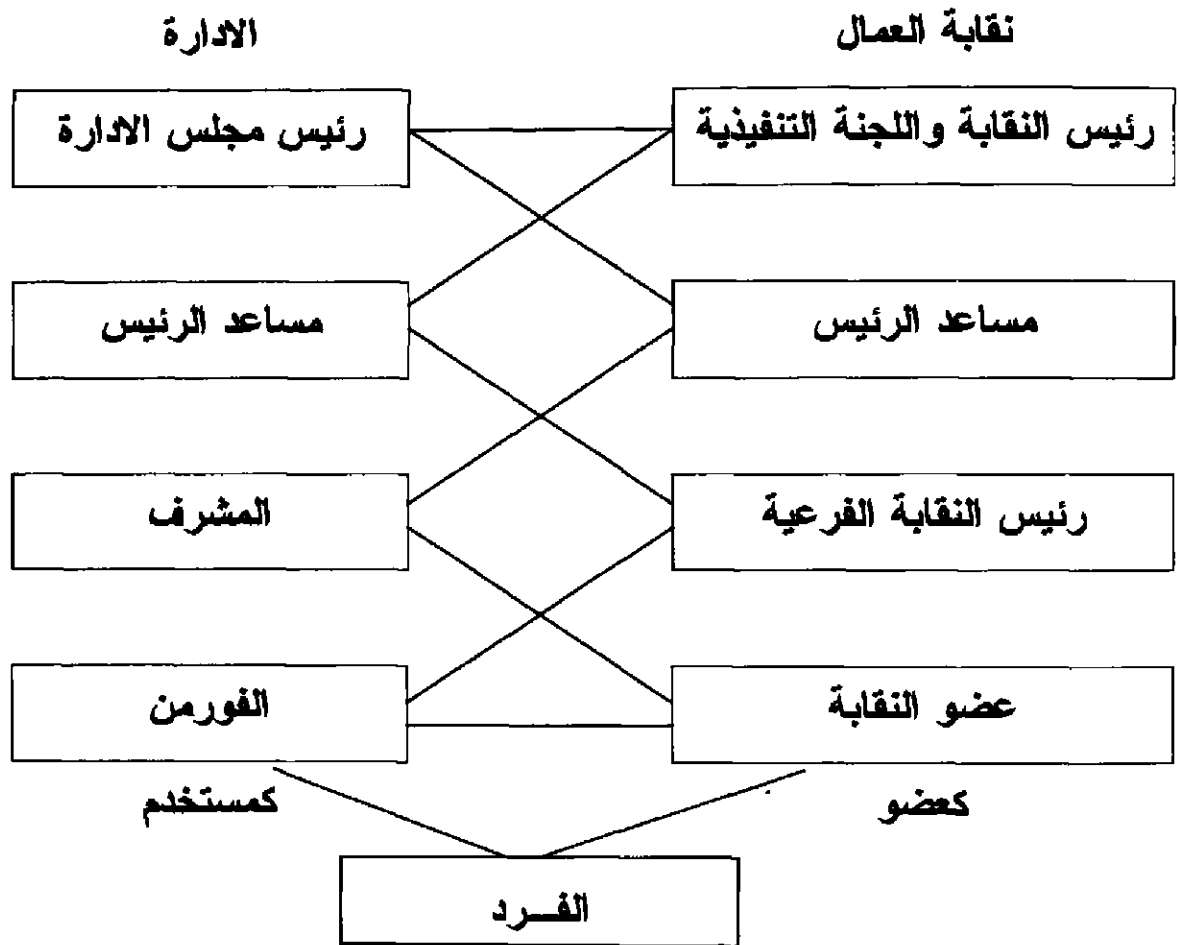 نقابة العمال
الادارة
رئيس النقابة واللجنة التنفيذية
رئيس مجلس الادارة
مساعد الرئيس
مساعد الرئيس
رئيس النقابة الفرعية
المشرف
عضو النقابة
الفورمن
كعضو
كمستخدم
الفـــرد